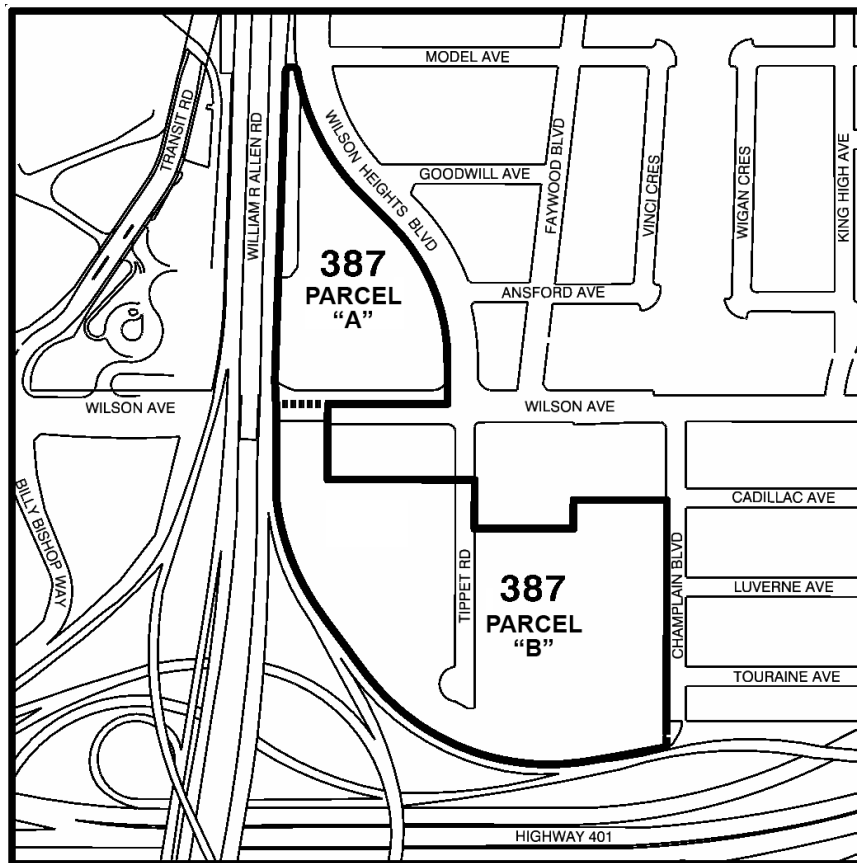 MODEL AVE
TRANSIT RD
WILLIAM R ALLEN RD
WILSON HEIGHTS BLVD
GOODWILL AVE
FAYWOOD BLVD
VINCI CRES
WIGAN CRES
KING HIGH AVE
387
PARCEL
“A”
ANSFORD AVE
WILSON AVE
WILSON AVE
BILLY BISHOP WAY
CADILLAC AVE
TIPPET RD
387
PARCEL
“B”
CHAMPLAIN BLVD
LUVERNE AVE
TOURAINE AVE
HIGHWAY 401